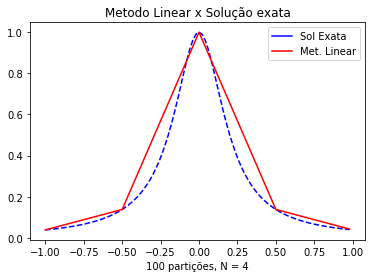 Metodo Linear x Solução exata
Sol Exata
Met. Linear
1.0
0.8
0.6
0.4
0.2
0.0
−1.00 −0.75 −0.50 −0.25 0.00 0.25 0.50 0.75 1.00
100 partições, N = 4